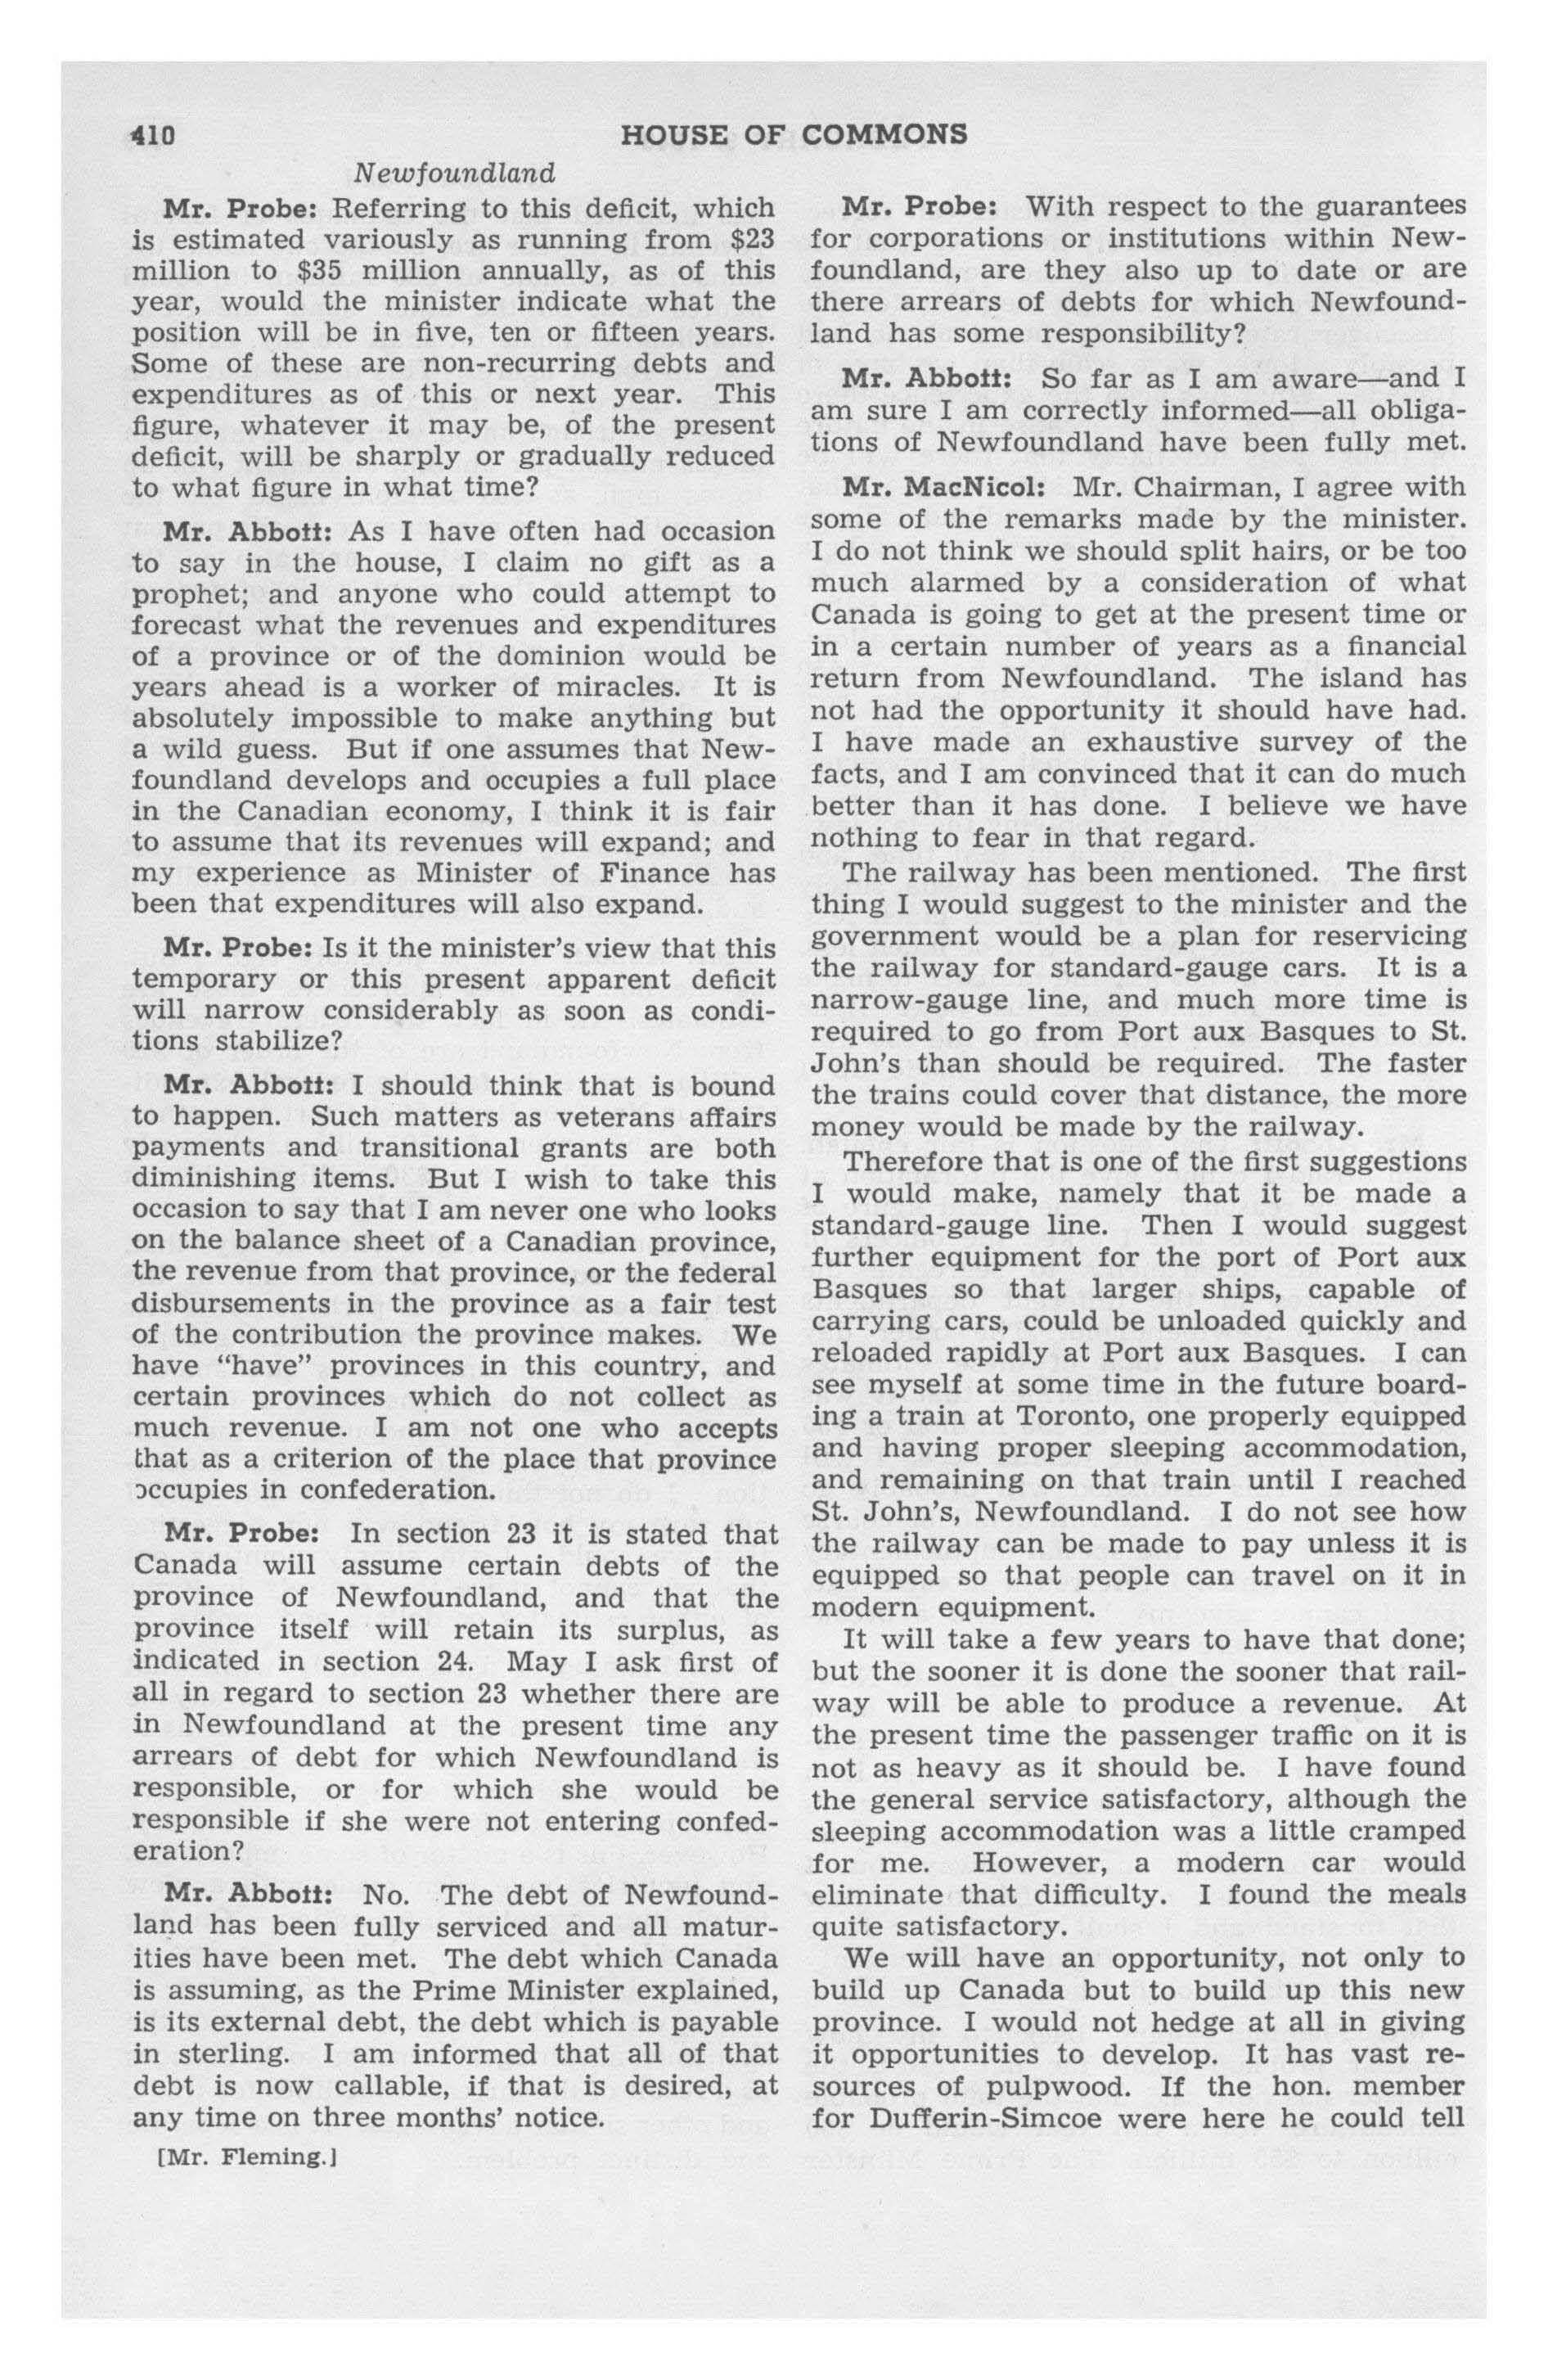 410
HOUSE OF COMMONS
Newfoundland
Mr. Probe: Referring to this deficit, which
is estimated variously as running from $23
million to $35 million annually, as of this
year, would the minister indicate what the
position will be in five, ten or fifteen years.
Some of these are non-recurring debts and
expenditures as of this or next year. This
figure, whatever it may be, of the present
deficit, will be sharply or gradually reduced
to what figure in what time?
Mr. Abbott: As I have often had occasion
to say in the house, I claim no gift as a
prophet; and anyone who could attempt to
forecast what the revenues and expenditures
of a province or of the dominion would be
years ahead is a worker of miracles. It is
absolutely impossible to make anything but
a wild guess. But if one assumes that New-
foundland develops and occupies a full place
in the Canadian economy, I think it is fair
to assume that its revenues will expand; and
my experience as Minister of Finance has
been that expenditures will also expand.
Mr. Probe: Is it the minister's view that this
temporary or this present apparent deficit
will narrow considerably as soon as condi-
tions stabilize?
Mr. Abbott: I should think that is bound
to happen. Such matters as veterans affairs
payments and transitional grants are both
diminishing items. But I wish to take this
occasion to say that I am never one who looks
on the balance sheet of a Canadian province,
the revenue from that province, or the federal
disbursements in the province as a fair test
of the contribution the province makes. We
have "have" provinces in this country, and
certain provinces which do not collect as
much revenue. I am not one who accepts
that as a criterion of the place that province
occupies in confederation.
Mr. Probe: In section 23 it is stated that
Canada will assume certain debts of the
province of Newfoundland, and that the
province itself will retain its surplus, as
indicated in section 24. May I ask first of
all in regard to section 23 whether there are
in Newfoundland at the present time any
arrears of debt for which Newfoundland is
responsible, or for which she would be
responsible if she were not entering confed-
eration?
Mr. Abbott: No. The debt of Newfound-
land has been fully serviced and all matur-
ities have been met. The debt which Canada
is assuming, as the Prime Minister explained,
is its external debt, the debt which is payable
in sterling. I am informed that all of that
debt is now callable, if that is desired, at
any time on three months' notice.
[Mr. Fleming.]
Mr. Probe: With respect to the guarantees
for corporations or institutions within New-
foundland, are they also up to date or are
there arrears of debts for which Newfound-
land has some responsibility?
Mr. Abbott: So far as I am aware—and I
am sure I am correctly informed—all obliga-
tions of Newfoundland have been fully met.
Mr. MacNicol: Mr. Chairman, I agree with
some of the remarks made by the minister.
I do not think we should split hairs, or be too
much alarmed by a consideration of what
Canada is going to get at the present time or
in a certain number of years as a financial
return from Newfoundland. The island has
not had the opportunity it should have had.
I have made an exhaustive survey of the
facts, and I am convinced that it can do much
better than it has done. I believe we have
nothing to fear in that regard.
The railway has been mentioned. The first
thing I would suggest to the minister and the
government would be a plan for reservicing
the railway for standard-gauge cars. It is a
narrow-gauge line, and much more time is
required to go from Port aux Basques to St.
John's than should be required. The faster
the trains could cover that distance, the more
money would be made by the railway.
Therefore that is one of the first suggestions
I would make, namely that it be made a
standard-gauge line. Then I would suggest
further equipment for the port of Port aux
Basques so that larger ships, capable of
carrying cars, could be unloaded quickly and
reloaded rapidly at Port aux Basques. I can
see myself at some time in the future board-
ing a train at Toronto, one properly equipped
and having proper sleeping accommodation,
and remaining on that train until I reached
St. John's, Newfoundland. I do not see how
the railway can be made to pay unless it is
equipped so that people can travel on it in
modern equipment.
It will take a few years to have that done;
but the sooner it is done the sooner that rail-
way will be able to produce a revenue. At
the present time the passenger traffic on it is
not as heavy as it should be. I have found
the general service satisfactory, although the
sleeping accommodation was a little cramped
for me. However, a modern car would
eliminate that difficulty. I found the meals
quite satisfactory.
We will have an opportunity, not only to
build up Canada but to build up this new
province. I would not hedge at all in giving
it opportunities to develop. It has vast re-
sources of pulpwood. If the hon. member
for Dufferin-Simcoe were here he could tell